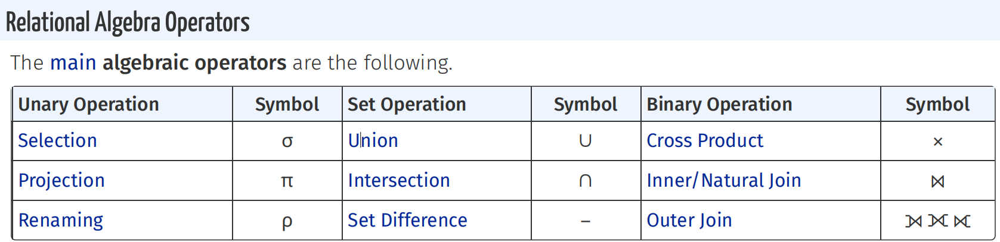 Relational Algebra Operators
The main algebraic operators are the following.
Unary Operation Symbol Set Operation Symbol Binary Operation Symbol
Selection σ Union ∪ Cross Product ×
Projection π Intersection ∩ Inner/Natural Join ⋈
Renaming ρ Set Difference − Outer Join ⟕ ⟗ ⟖